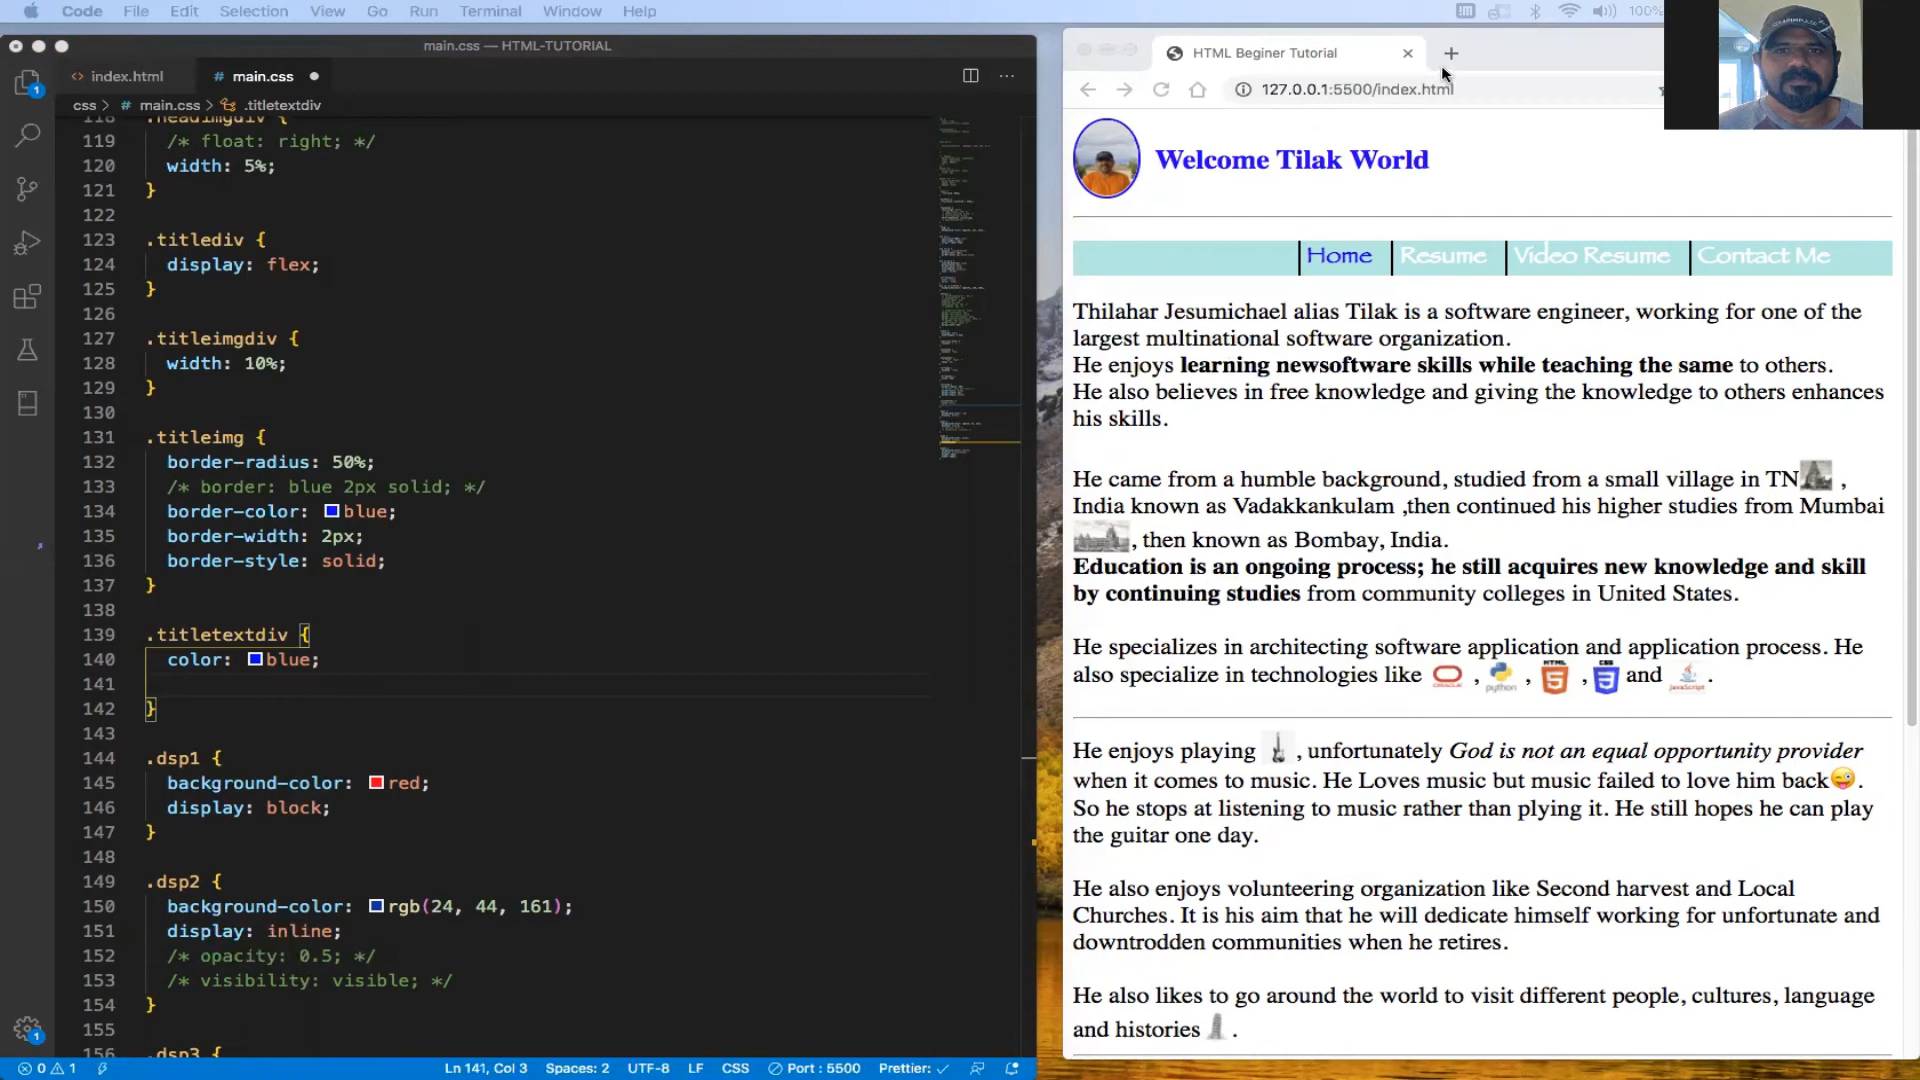 Code File Edit Selection View Go Run Terminal Window Help 100%
main.css — HTML-TUTORIAL
<> index.html # main.css ●
css > # main.css > .titletextdiv
118 .headimgdiv {
119 /* float: right; */
120 width: 5%;
121 }
122
123 .titlediv {
124 display: flex;
125 }
126
127 .titleimgdiv {
128 width: 10%;
129 }
130
131 .titleimg {
132 border-radius: 50%;
133 /* border: blue 2px solid; */
134 border-color: blue;
135 border-width: 2px;
136 border-style: solid;
137 }
138
139 .titletextdiv {
140 color: blue;
141
142 }
143
144 .dsp1 {
145 background-color: red;
146 display: block;
147 }
148
149 .dsp2 {
150 background-color: rgb(24, 44, 161);
151 display: inline;
152 /* opacity: 0.5; */
153 /* visibility: visible; */
154 }
155
156 .dsp3 {
1
1
0 1 Ln 141, Col 3 Spaces: 2 UTF-8 LF CSS Port : 5500 Prettier: ✓
HTML Beginer Tutorial
127.0.0.1:5500/index.html
Welcome Tilak World
Home Resume Video Resume Contact Me
Thilahar Jesumichael alias Tilak is a software engineer, working for one of the
largest multinational software organization.
He enjoys learning newsoftware skills while teaching the same to others.
He also believes in free knowledge and giving the knowledge to others enhances
his skills.
He came from a humble background, studied from a small village in TN ,
India known as Vadakkankulam ,then continued his higher studies from Mumbai
, then known as Bombay, India.
Education is an ongoing process; he still acquires new knowledge and skill
by continuing studies from community colleges in United States.
He specializes in architecting software application and application process. He
also specialize in technologies like ORACLE , python , HTML 5 , CSS 3 and JavaScript .
He enjoys playing , unfortunately God is not an equal opportunity provider
when it comes to music. He Loves music but music failed to love him back😜.
So he stops at listening to music rather than plying it. He still hopes he can play
the guitar one day.
He also enjoys volunteering organization like Second harvest and Local
Churches. It is his aim that he will dedicate himself working for unfortunate and
downtrodden communities when he retires.
He also likes to go around the world to visit different people, cultures, language
and histories .